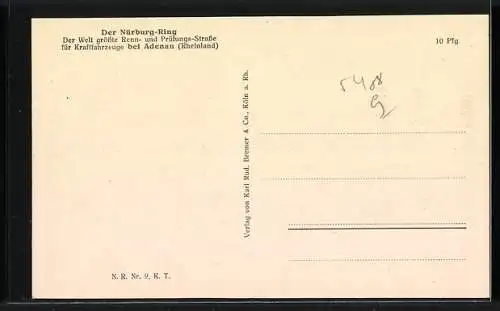 Der Nürburg-Ring
Der Welt größte Renn- und Prüfungs-Straße
für Kraftfahrzeuge bei Adenau (Rheinland)
10 Pfg
Verlag von Karl Rud. Bremer & Co., Köln a. Rh.
N. R. Nr. 9. K. T.